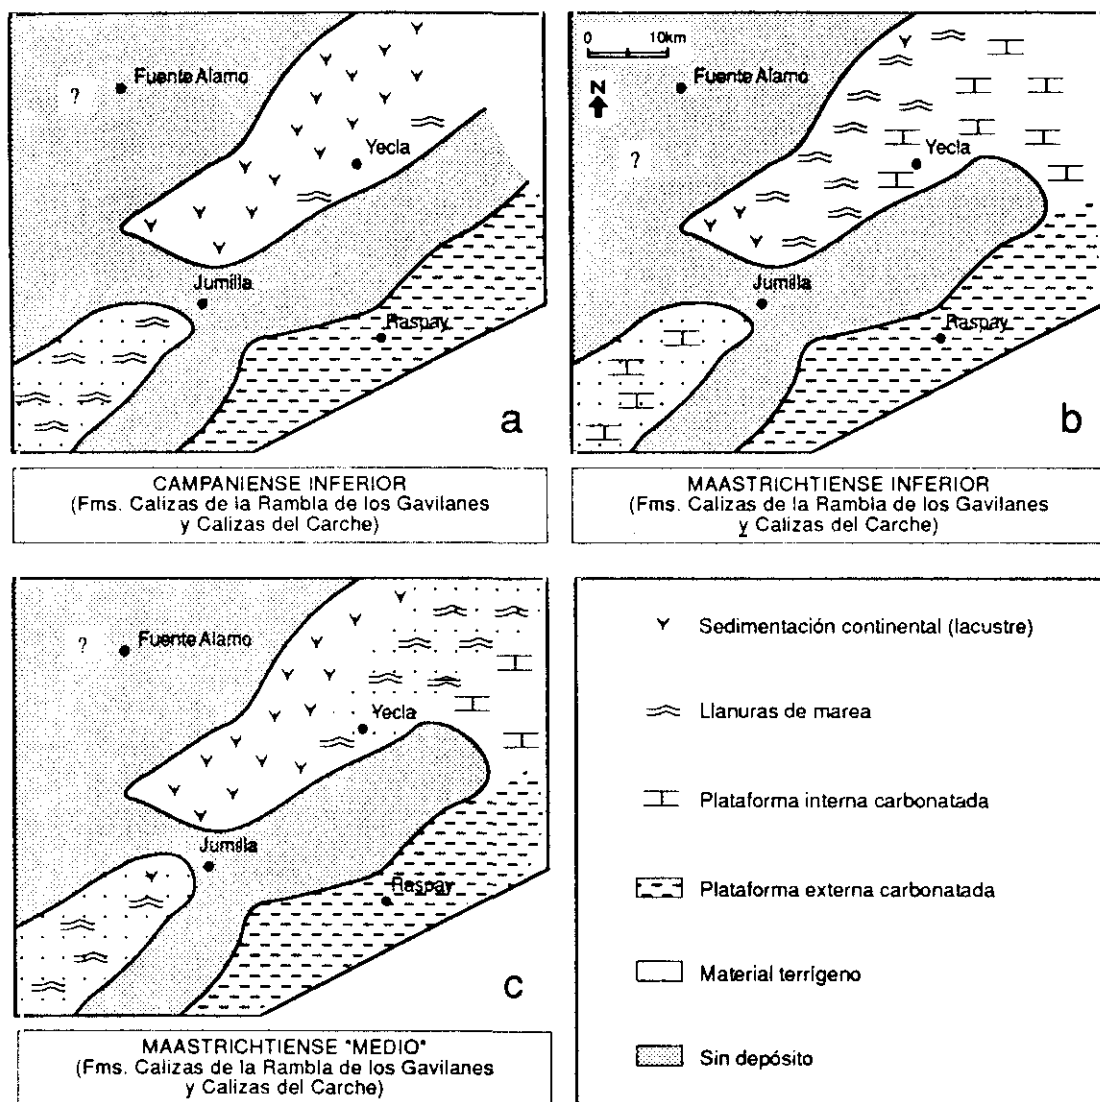 Fuente Alamo
?
Yecla
Jumilla
Raspay
a
CAMPANIENSE INFERIOR
(Fms. Calizas de la Rambla de los Gavilanes
y Calizas del Carche)
0 10km
N
Fuente Alamo
?
Yecla
Jumilla
Raspay
b
MAASTRICHTIENSE INFERIOR
(Fms. Calizas de la Rambla de los Gavilanes
y Calizas del Carche)
? Fuente Alamo
Yecla
Jumilla
Raspay
c
MAASTRICHTIENSE "MEDIO"
(Fms. Calizas de la Rambla de los Gavilanes
y Calizas del Carche)
Sedimentación continental (lacustre)
Llanuras de marea
Plataforma interna carbonatada
Plataforma externa carbonatada
Material terrígeno
Sin depósito